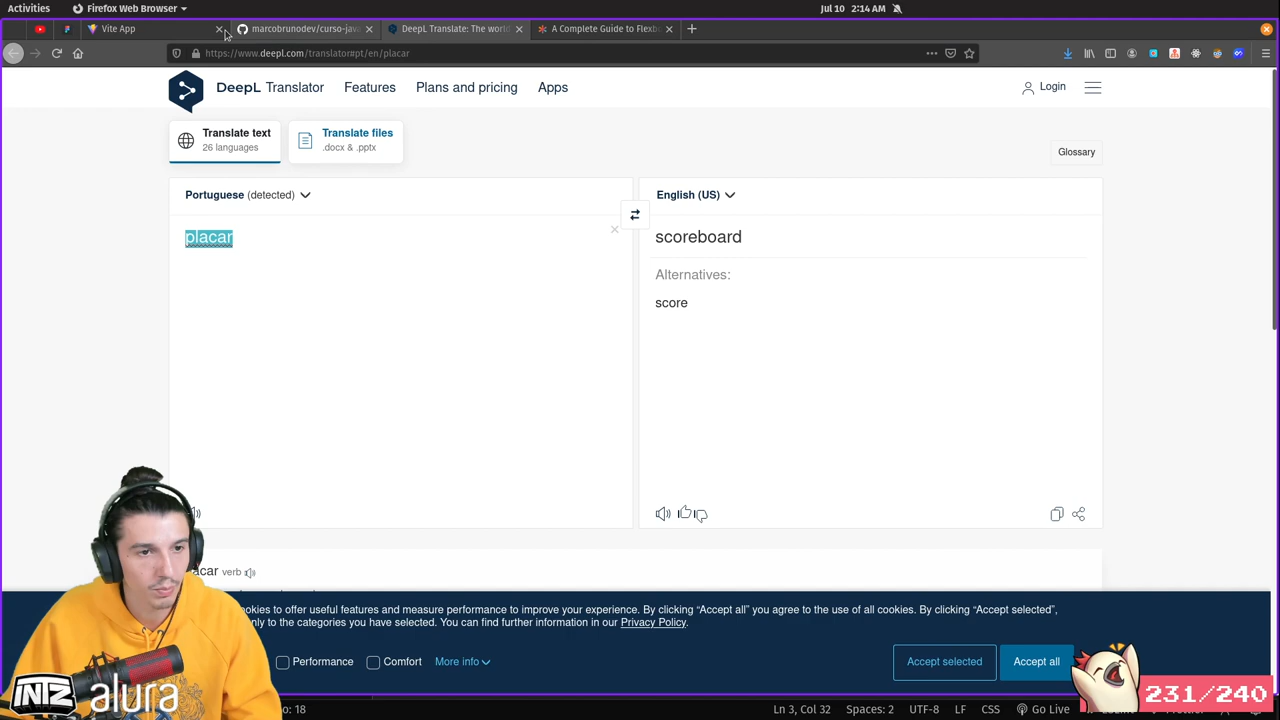 Activities
Firefox Web Browser
Jul 10 2:14 AM
Vite App
marcobrunodev/curso-java
DeepL Translate: The world
A Complete Guide to Flexb
https://www.deepl.com/translator#pt/en/placar
DeepL Translator
Features
Plans and pricing
Apps
Login
Translate text
26 languages
Translate files
.docx & .pptx
Glossary
Portuguese (detected)
English (US)
placar
scoreboard
Alternatives:
score
acar verb
okies to offer useful features and measure performance to improve your experience. By clicking “Accept all” you agree to the use of all cookies. By clicking “Accept selected”,
nly to the categories you have selected. You can find further information in our Privacy Policy.
Performance
Comfort
More info
Accept selected
Accept all
INTZ alura
231/240
o: 18
Ln 3, Col 32
Spaces: 2
UTF-8
LF
CSS
Go Live